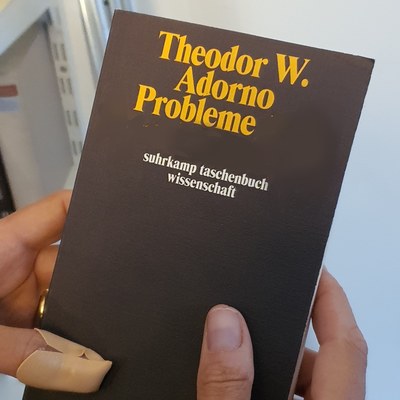 Theodor W.
Adorno
Probleme
suhrkamp taschenbuch
wissenschaft